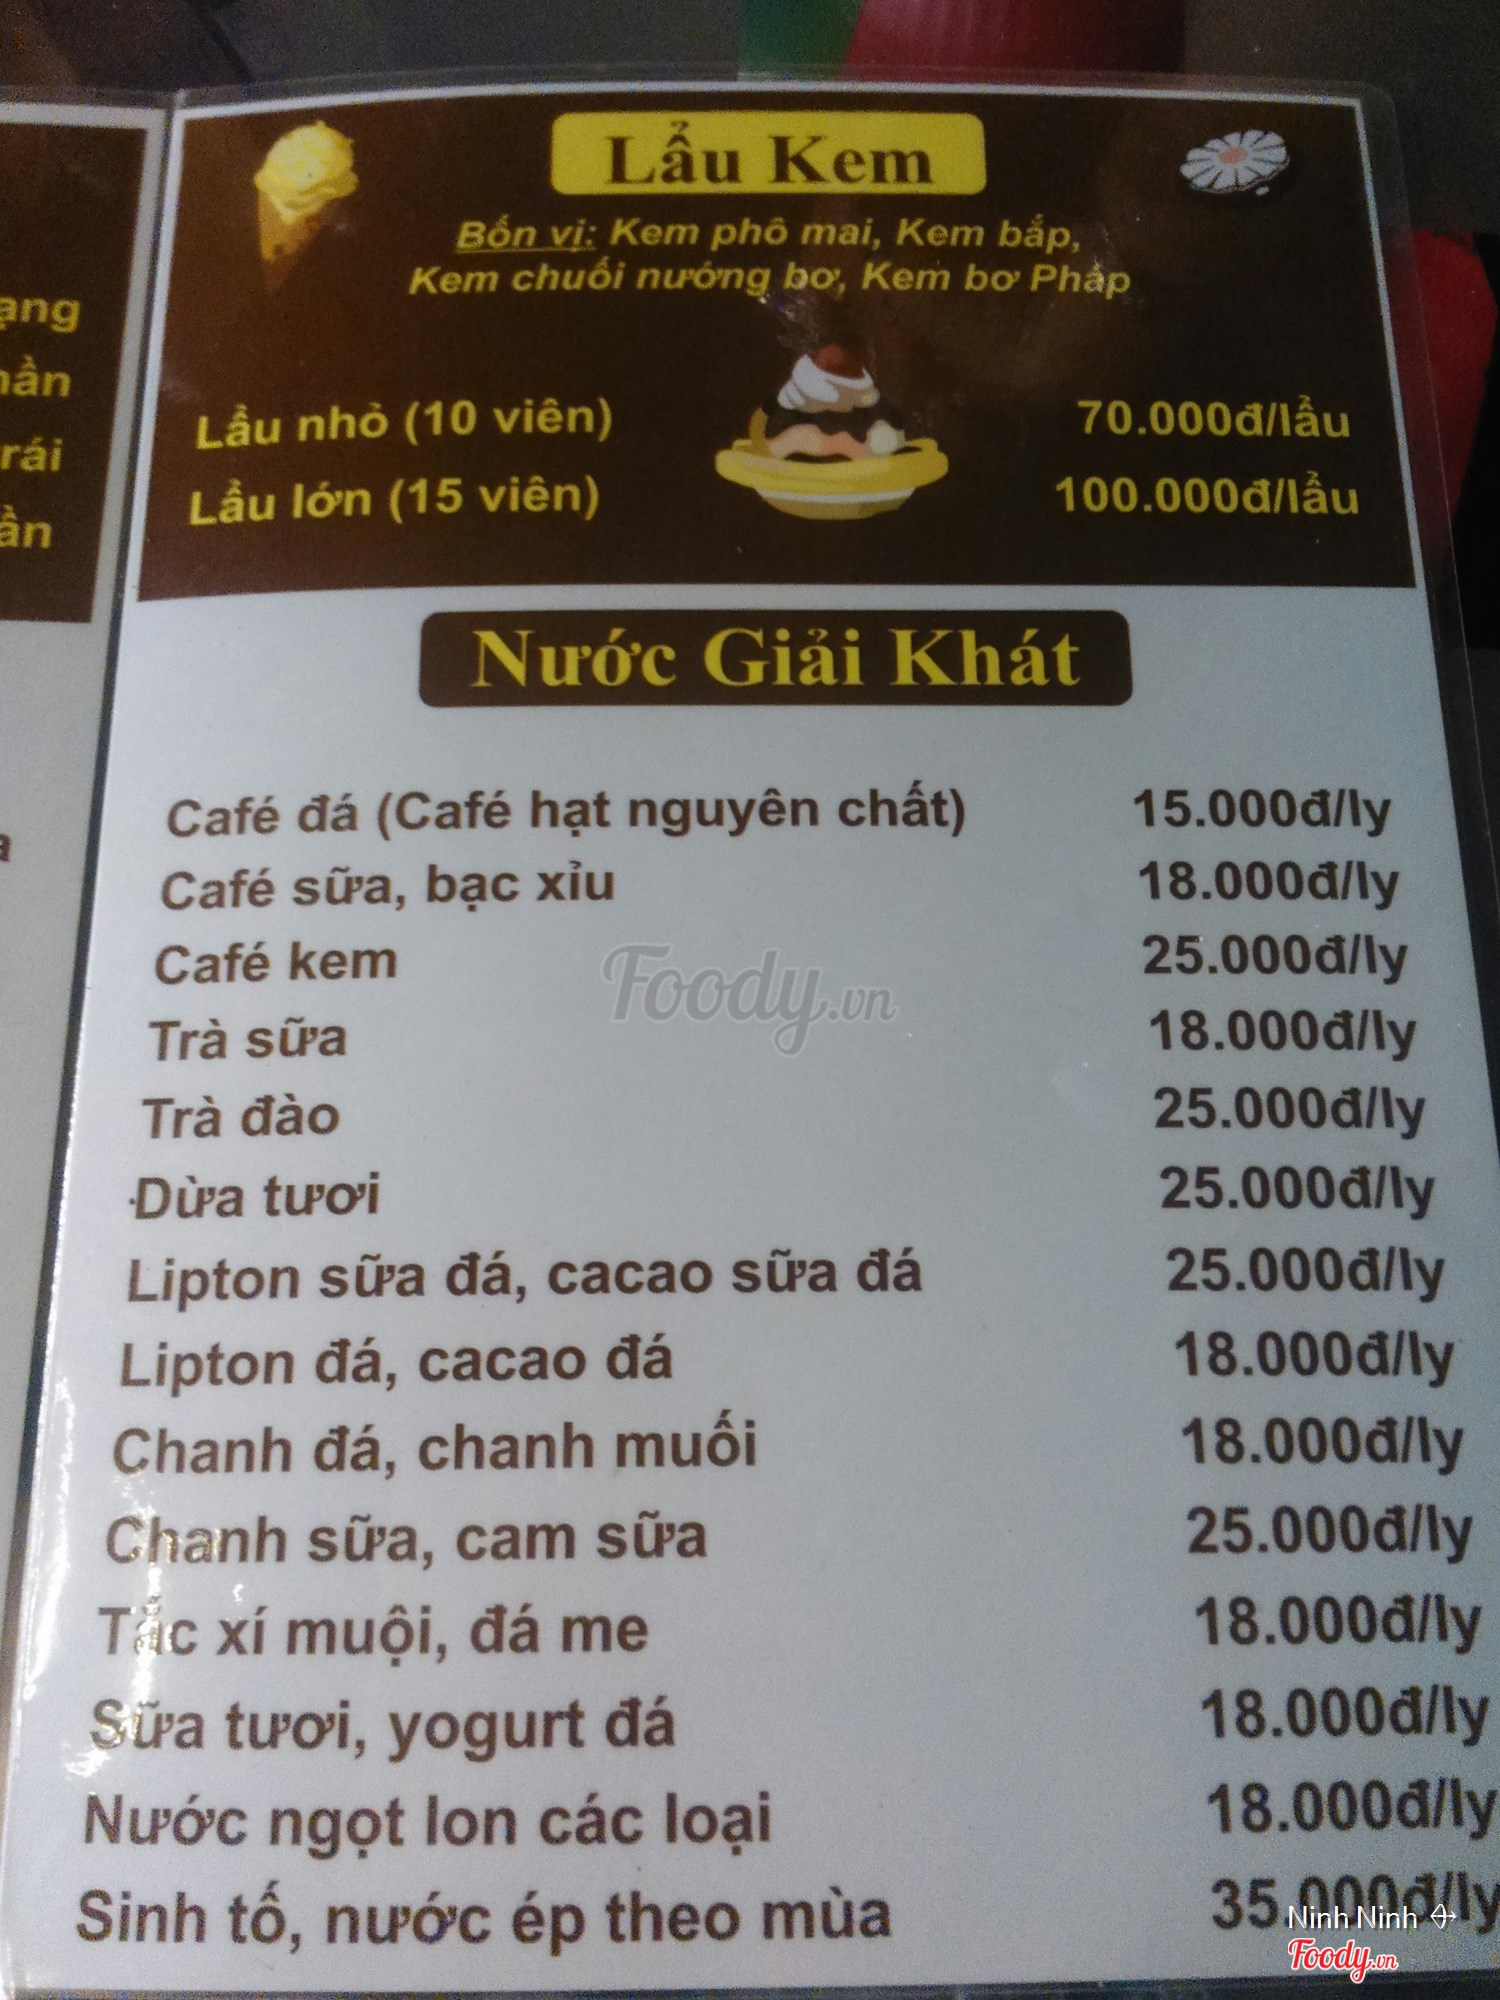 Lẩu Kem
Bốn vị: Kem phô mai, Kem bắp,
Kem chuối nướng bơ, Kem bơ Pháp
Lẩu nhỏ (10 viên) 70.000đ/lẩu
Lẩu lớn (15 viên) 100.000đ/lẩu
Nước Giải Khát
Café đá (Café hạt nguyên chất) 15.000đ/ly
Café sữa, bạc xỉu 18.000đ/ly
Café kem 25.000đ/ly
Foody.vn
Trà sữa 18.000đ/ly
Trà đào 25.000đ/ly
Dừa tươi 25.000đ/ly
Lipton sữa đá, cacao sữa đá 25.000đ/ly
Lipton đá, cacao đá 18.000đ/ly
Chanh đá, chanh muối 18.000đ/ly
Chanh sữa, cam sữa 25.000đ/ly
Tắc xí muội, đá me 18.000đ/ly
Sữa tươi, yogurt đá 18.000đ/ly
Nước ngọt lon các loại 18.000đ/ly
Sinh tố, nước ép theo mùa 35.000đ/ly
Ninh Ninh
Foody.vn